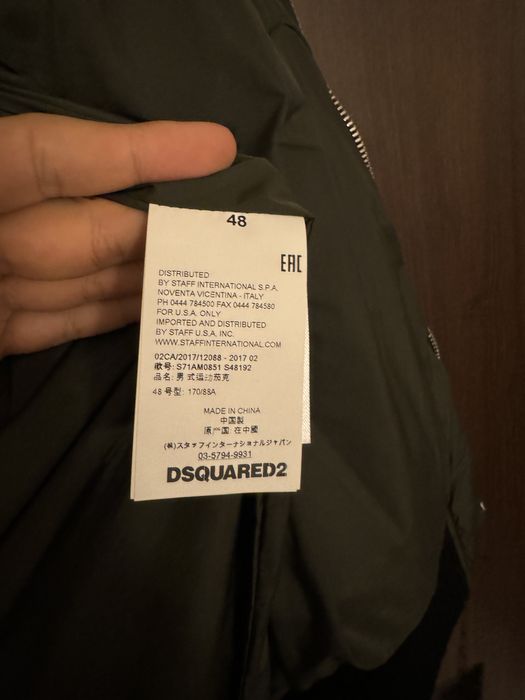 48
EAC
DISTRIBUTED
BY STAFF INTERNATIONAL S.P.A.
NOVENTA VICENTINA - ITALY
PH 0444 784500 FAX 0444 784580
FOR U.S.A. ONLY
IMPORTED AND DISTRIBUTED
BY STAFF U.S.A, INC.
WWW.STAFFINTERNATIONAL.COM
02CA/2017/12088 - 2017 02
款号: S71AM0851 S48192
品名: 男式运动茄克
48 号型: 170/88A
MADE IN CHINA
中国製
原产国 在中國
(株)スタッフインターナショナルジャパン
03-5794-9931
DSQUARED2